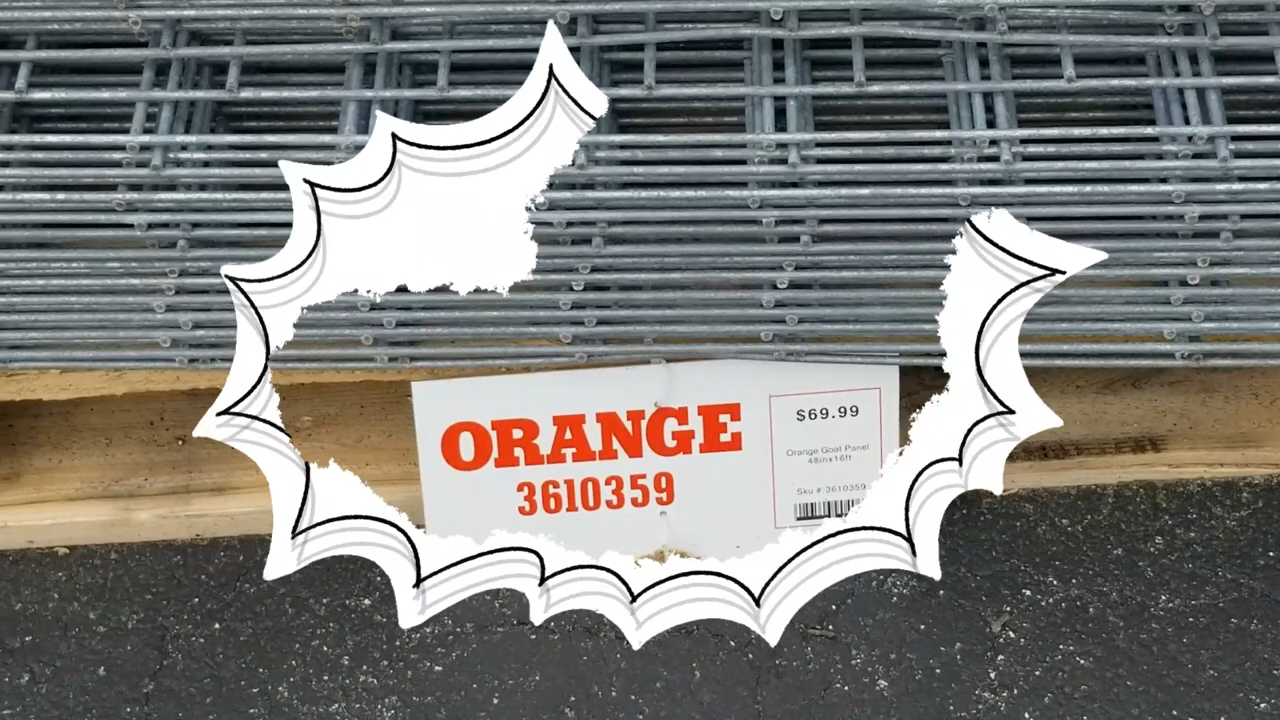 ORANGE
3610359
$69.99
Orange Goat Panel
48inx16ft
Sku #:3610359